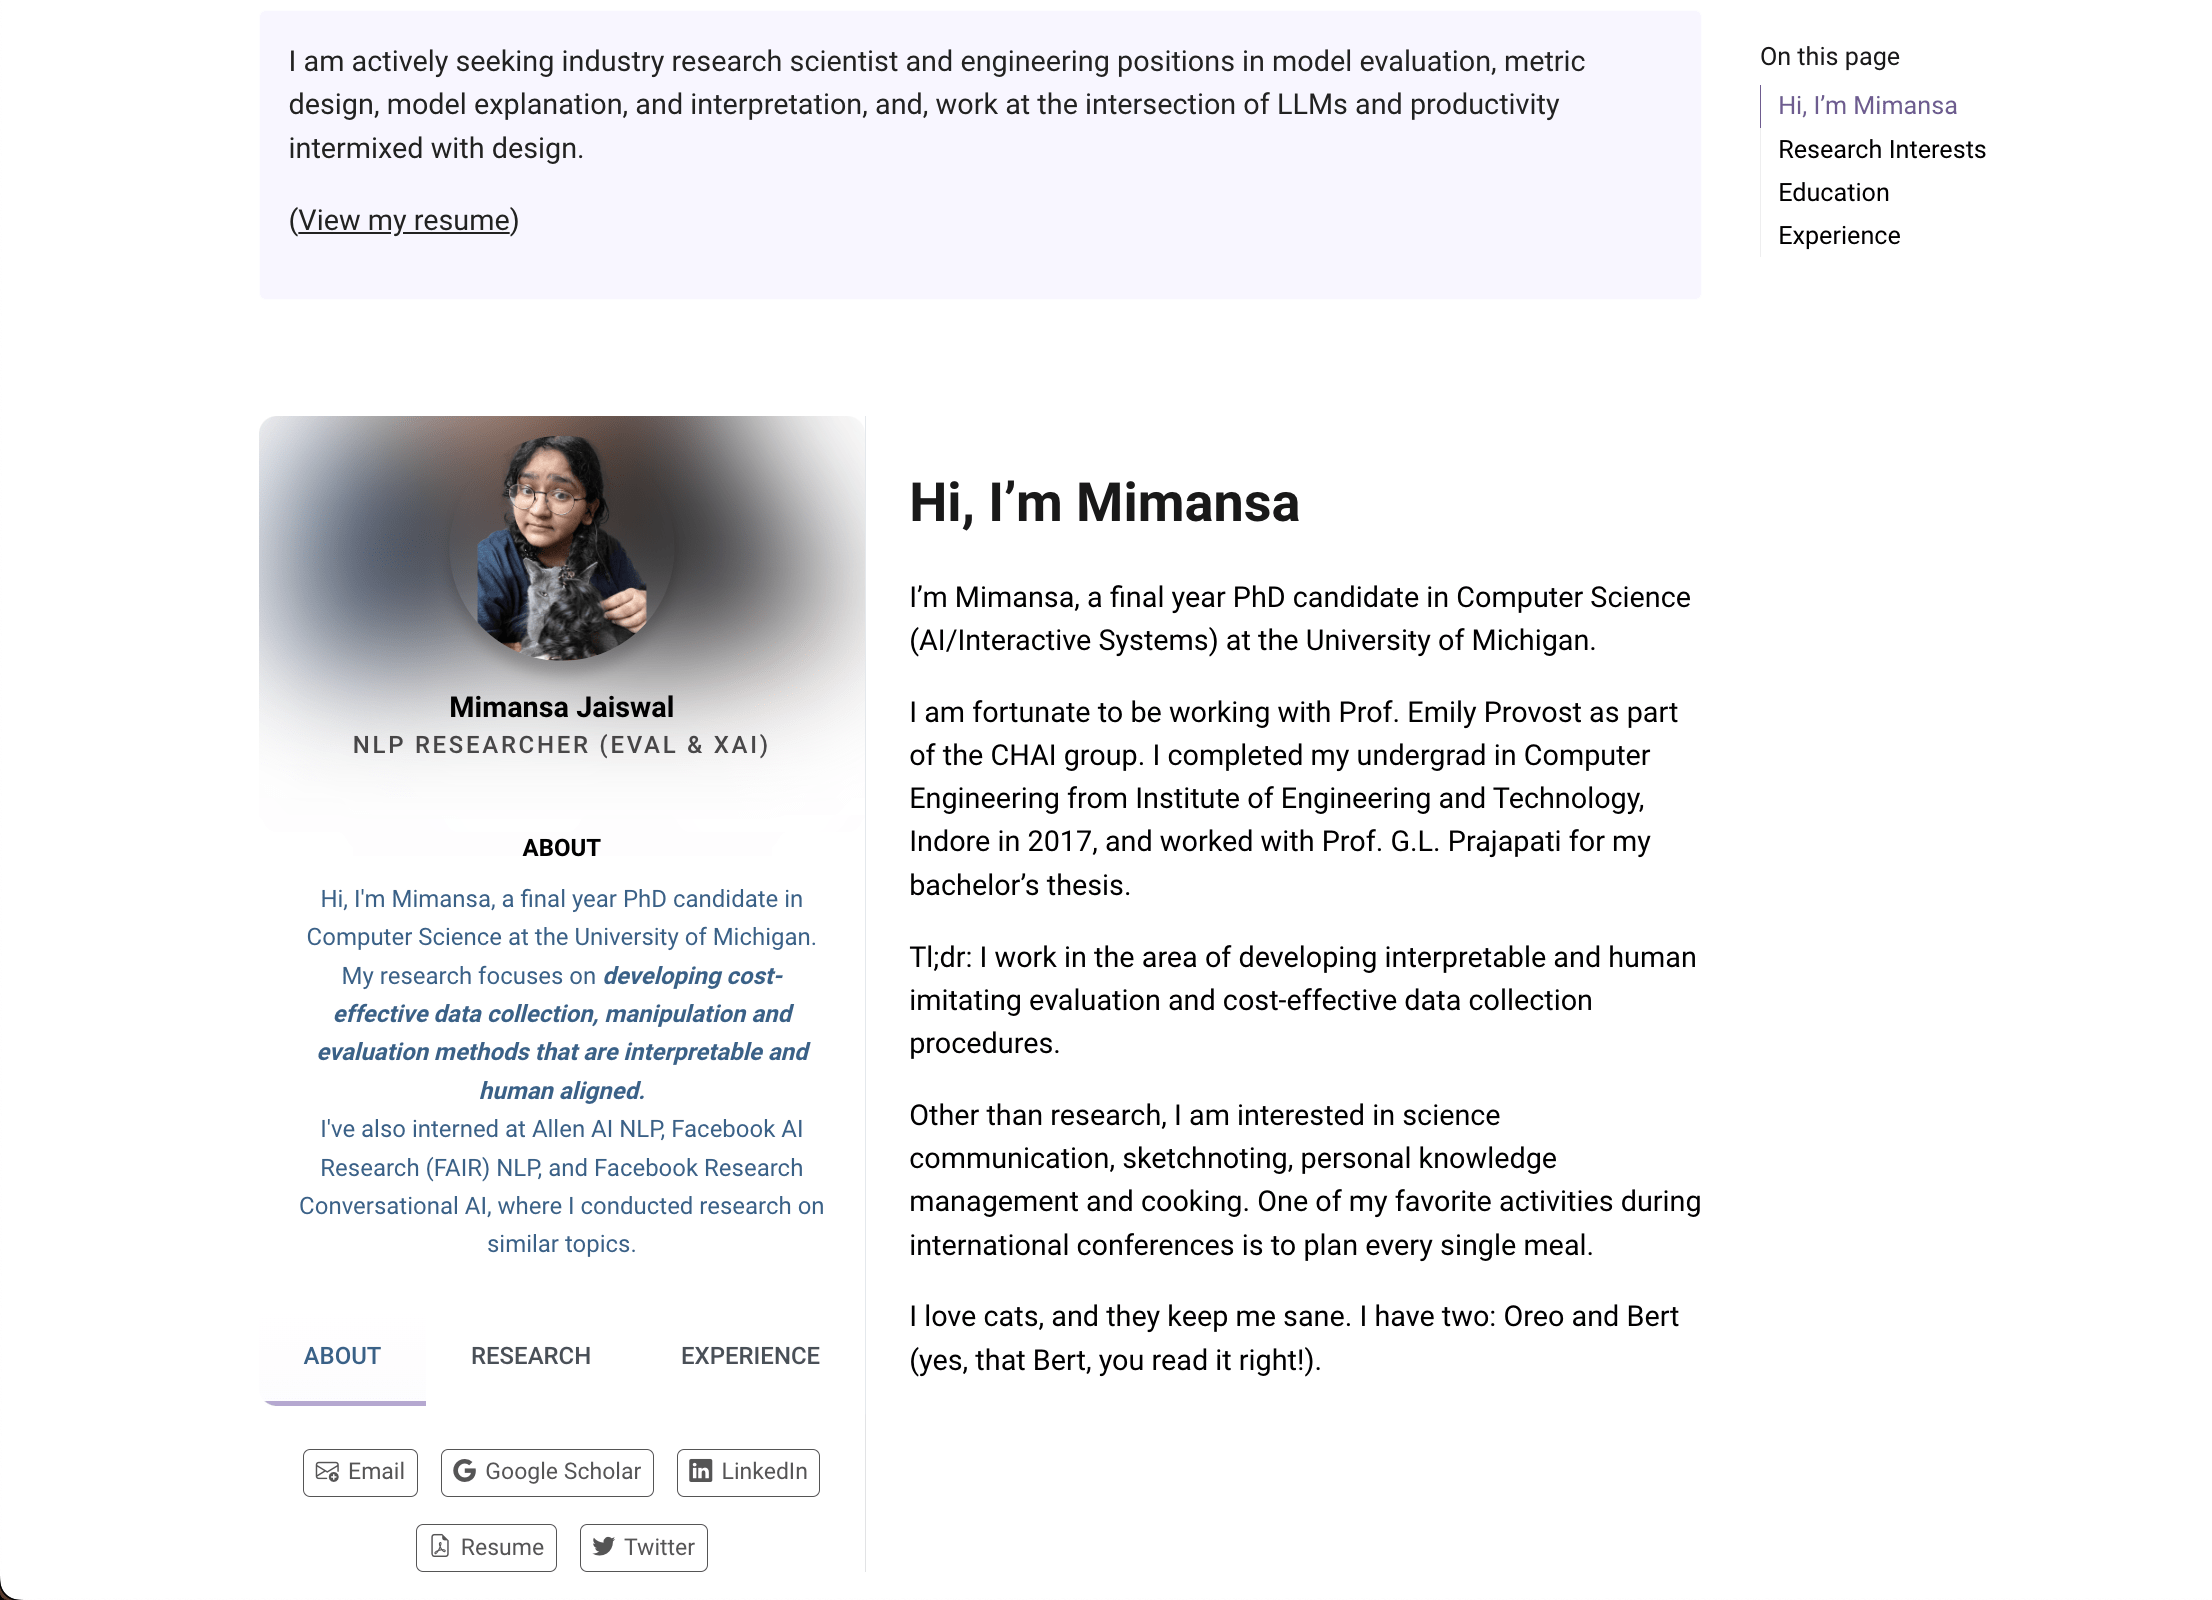 I am actively seeking industry research scientist and engineering positions in model evaluation, metric
design, model explanation, and interpretation, and, work at the intersection of LLMs and productivity
intermixed with design.
(View my resume)
On this page
Hi, I’m Mimansa
Research Interests
Education
Experience
Mimansa Jaiswal
NLP RESEARCHER (EVAL & XAI)
ABOUT
Hi, I'm Mimansa, a final year PhD candidate in
Computer Science at the University of Michigan.
My research focuses on developing cost-
effective data collection, manipulation and
evaluation methods that are interpretable and
human aligned.
I've also interned at Allen AI NLP, Facebook AI
Research (FAIR) NLP, and Facebook Research
Conversational AI, where I conducted research on
similar topics.
ABOUT RESEARCH EXPERIENCE
Email Google Scholar LinkedIn
Resume Twitter
Hi, I’m Mimansa
I’m Mimansa, a final year PhD candidate in Computer Science
(AI/Interactive Systems) at the University of Michigan.
I am fortunate to be working with Prof. Emily Provost as part
of the CHAI group. I completed my undergrad in Computer
Engineering from Institute of Engineering and Technology,
Indore in 2017, and worked with Prof. G.L. Prajapati for my
bachelor’s thesis.
Tl;dr: I work in the area of developing interpretable and human
imitating evaluation and cost-effective data collection
procedures.
Other than research, I am interested in science
communication, sketchnoting, personal knowledge
management and cooking. One of my favorite activities during
international conferences is to plan every single meal.
I love cats, and they keep me sane. I have two: Oreo and Bert
(yes, that Bert, you read it right!).